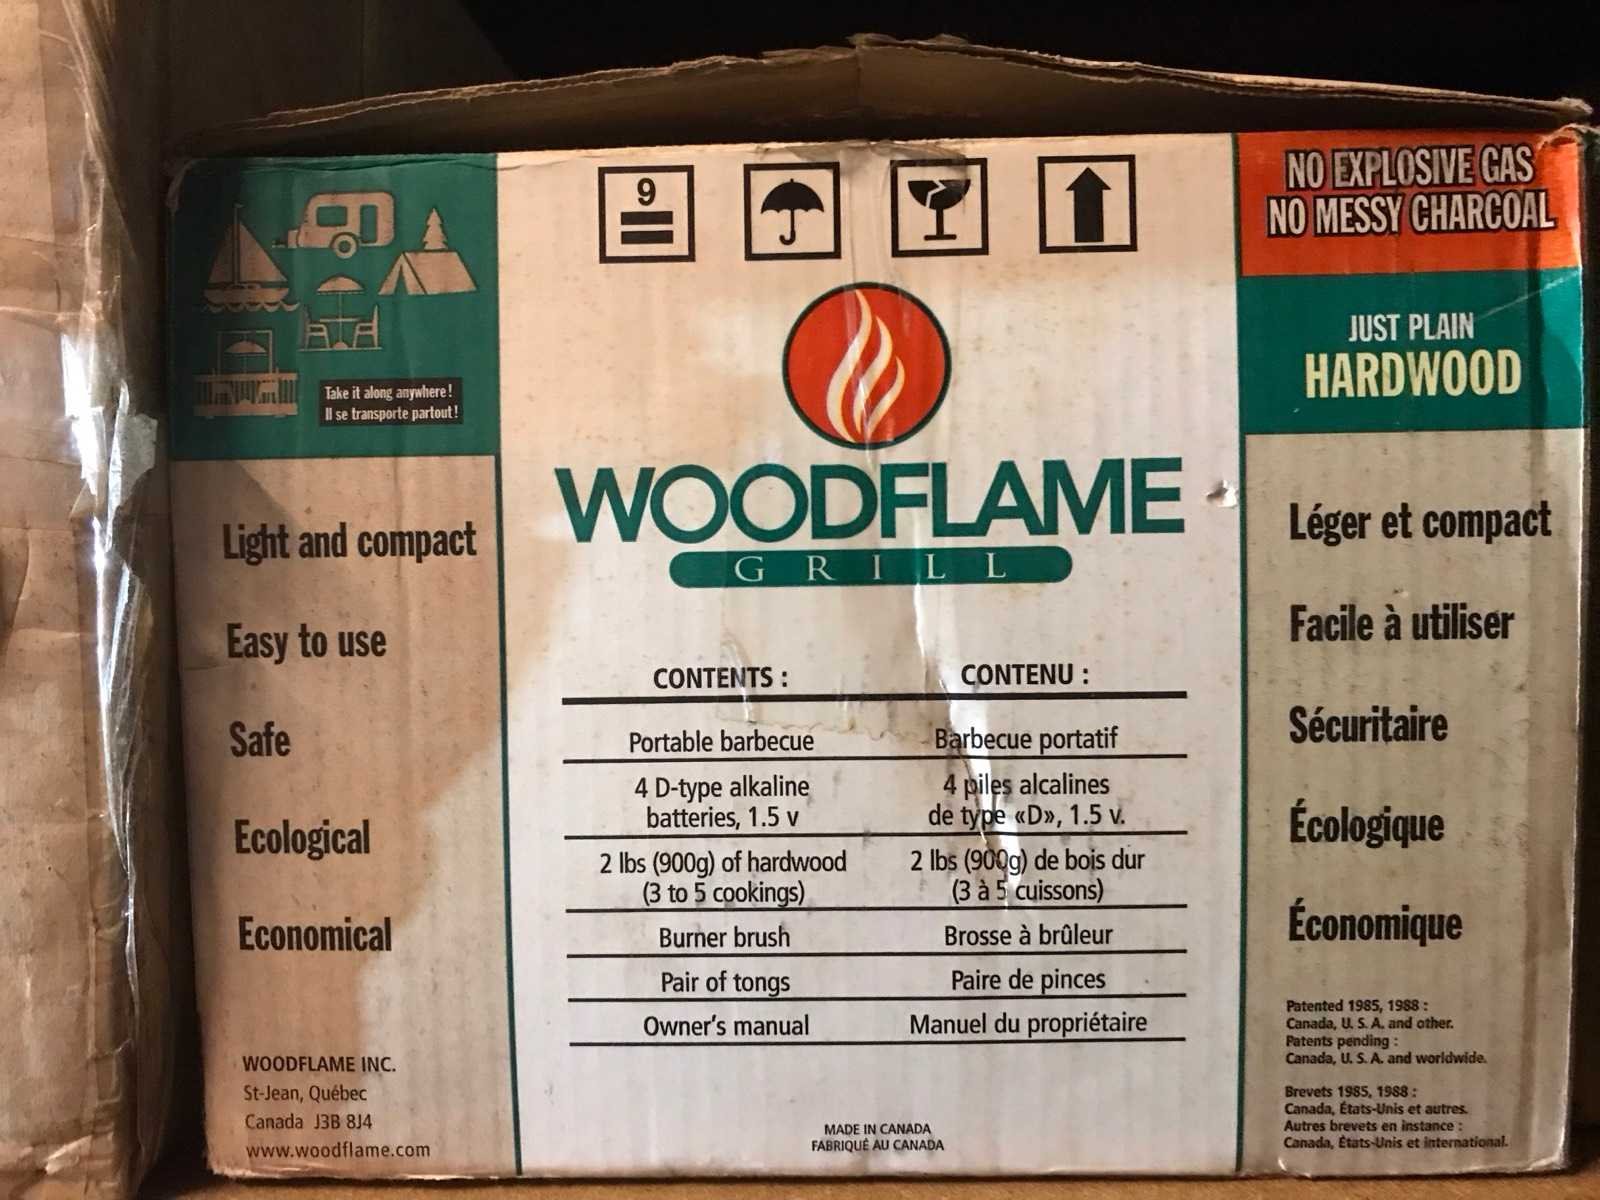 9
NO EXPLOSIVE GAS
NO MESSY CHARCOAL
JUST PLAIN
HARDWOOD
Take it along anywhere !
Il se transporte partout !
WOODFLAME
GRILL
Light and compact
Easy to use
Safe
Ecological
Economical
WOODFLAME INC.
St-Jean, Québec
Canada J3B 8J4
www.woodflame.com
CONTENTS : CONTENU :
Portable barbecue Barbecue portatif
4 D-type alkaline 4 piles alcalines
batteries, 1.5 v de type «D», 1.5 v.
2 lbs (900g) of hardwood 2 lbs (900g) de bois dur
(3 to 5 cookings) (3 à 5 cuissons)
Burner brush Brosse à brûleur
Pair of tongs Paire de pinces
Owner's manual Manuel du propriétaire
MADE IN CANADA
FABRIQUÉ AU CANADA
Léger et compact
Facile à utiliser
Sécuritaire
Écologique
Économique
Patented 1985, 1988 :
Canada, U. S. A. and other.
Patents pending :
Canada, U. S. A. and worldwide.
Brevets 1985, 1988 :
Canada, États-Unis et autres.
Autres brevets en instance :
Canada, États-Unis et international.